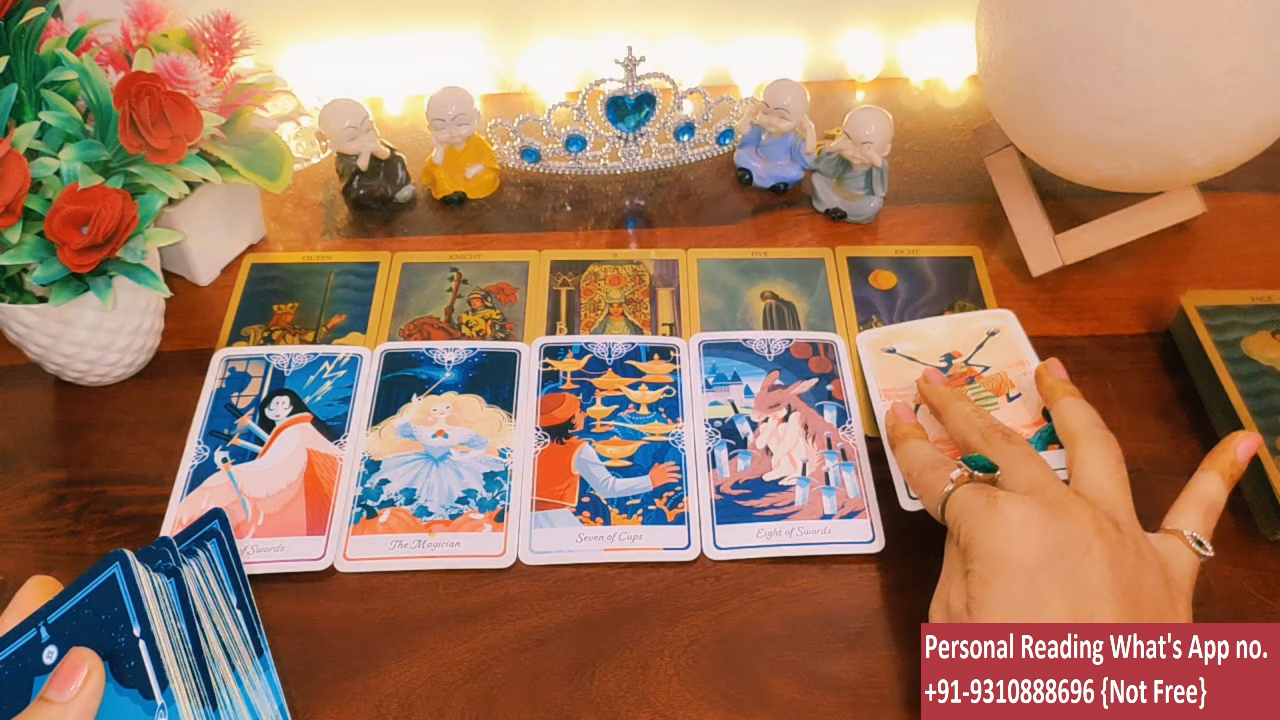 QUEEN
KNIGHT
II
FIVE
EIGHT
of Swords
The Magician
Seven of Cups
Eight of Swords
Personal Reading What's App no.
+91-9310888696 {Not Free}